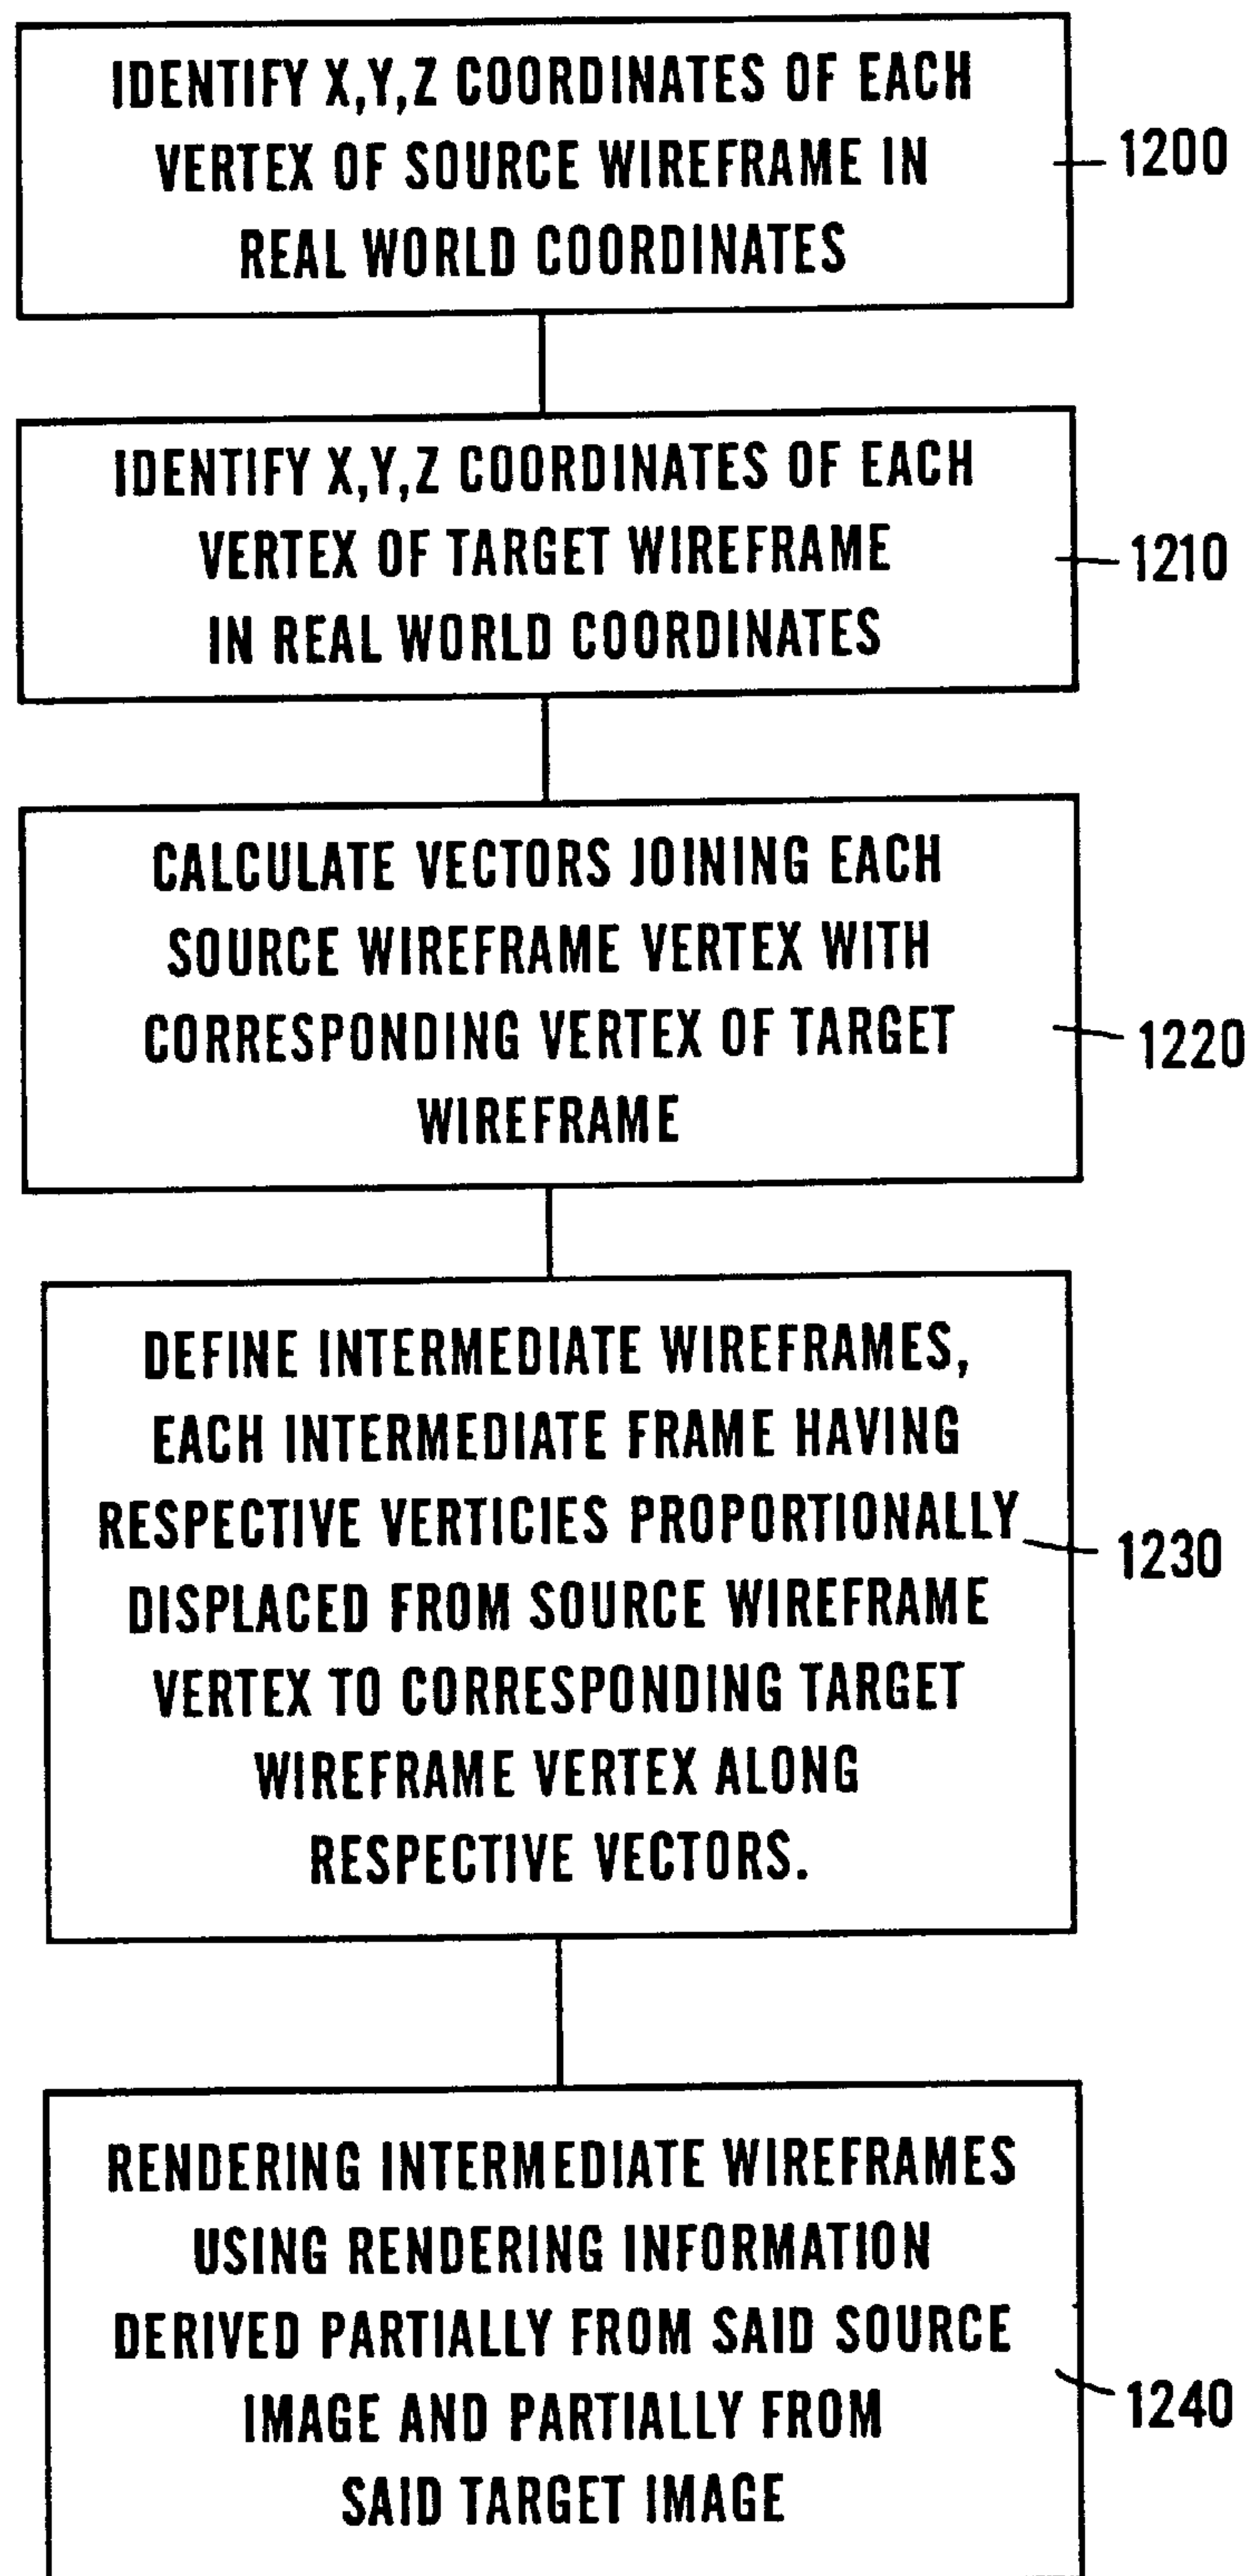 IDENTIFY X,Y,Z COORDINATES OF EACH
VERTEX OF SOURCE WIREFRAME IN
REAL WORLD COORDINATES
1200
IDENTIFY X,Y,Z COORDINATES OF EACH
VERTEX OF TARGET WIREFRAME
IN REAL WORLD COORDINATES
1210
CALCULATE VECTORS JOINING EACH
SOURCE WIREFRAME VERTEX WITH
CORRESPONDING VERTEX OF TARGET
WIREFRAME
1220
DEFINE INTERMEDIATE WIREFRAMES,
EACH INTERMEDIATE FRAME HAVING
RESPECTIVE VERTICIES PROPORTIONALLY
DISPLACED FROM SOURCE WIREFRAME
VERTEX TO CORRESPONDING TARGET
WIREFRAME VERTEX ALONG
RESPECTIVE VECTORS.
1230
RENDERING INTERMEDIATE WIREFRAMES
USING RENDERING INFORMATION
DERIVED PARTIALLY FROM SAID SOURCE
IMAGE AND PARTIALLY FROM
SAID TARGET IMAGE
1240